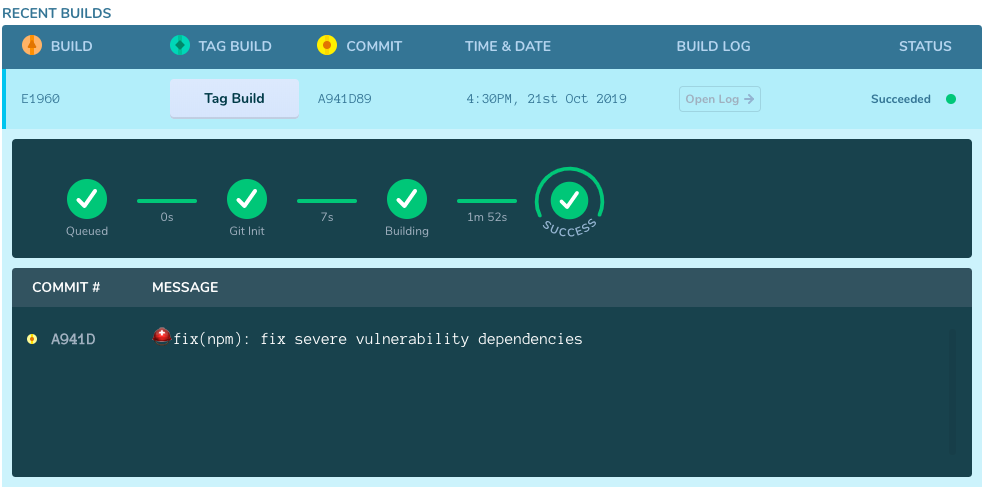 RECENT BUILDS
BUILD TAG BUILD COMMIT TIME & DATE BUILD LOG STATUS
E1960 Tag Build A941D89 4:30PM, 21st Oct 2019 Open Log → Succeeded
0s 7s 1m 52s
Queued Git Init Building SUCCESS
COMMIT # MESSAGE
A941D ⛑fix(npm): fix severe vulnerability dependencies